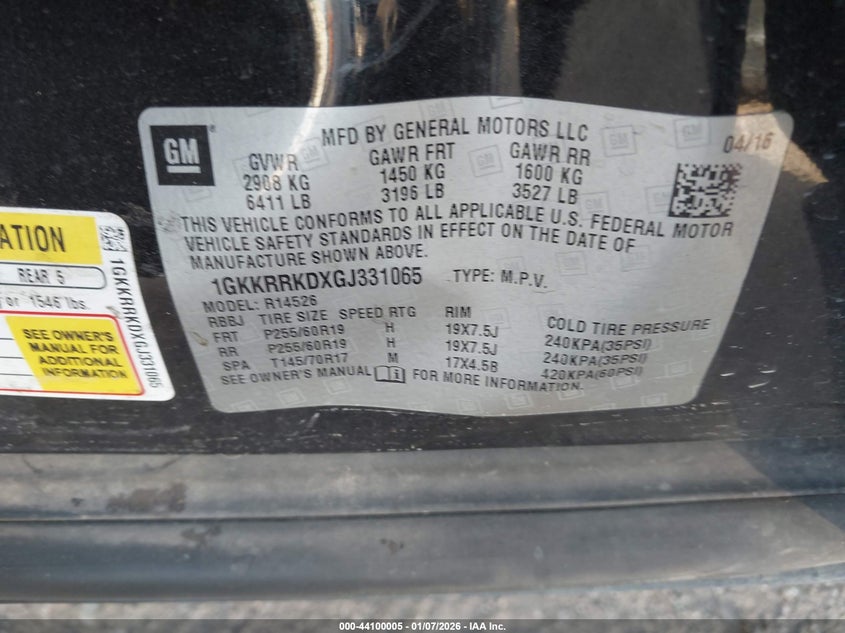 GM
MFD BY GENERAL MOTORS LLC
04/16
GVWR GAWR FRT GAWR RR
2908 KG 1450 KG 1600 KG
6411 LB 3196 LB 3527 LB
THIS VEHICLE CONFORMS TO ALL APPLICABLE U.S. FEDERAL MOTOR
VEHICLE SAFETY STANDARDS IN EFFECT ON THE DATE OF
MANUFACTURE SHOWN ABOVE.
1GKKRRKDXGJ331065 TYPE: M.P.V.
MODEL: R14526
RBBJ TIRE SIZE SPEED RTG RIM COLD TIRE PRESSURE
FRT P255/60R19 H 19X7.5J 240KPA(35PSI)
RR P255/60R19 H 19X7.5J 240KPA(35PSI)
SPA T145/70R17 M 17X4.5B 420KPA(60PSI)
SEE OWNER'S MANUAL FOR MORE INFORMATION.
ATION
REAR 5
or 1546 lbs.
SEE OWNER'S
MANUAL FOR
ADDITIONAL
INFORMATION
1GKKRRKDXGJ331065
000-44100005 - 01/07/2026 - IAA Inc.